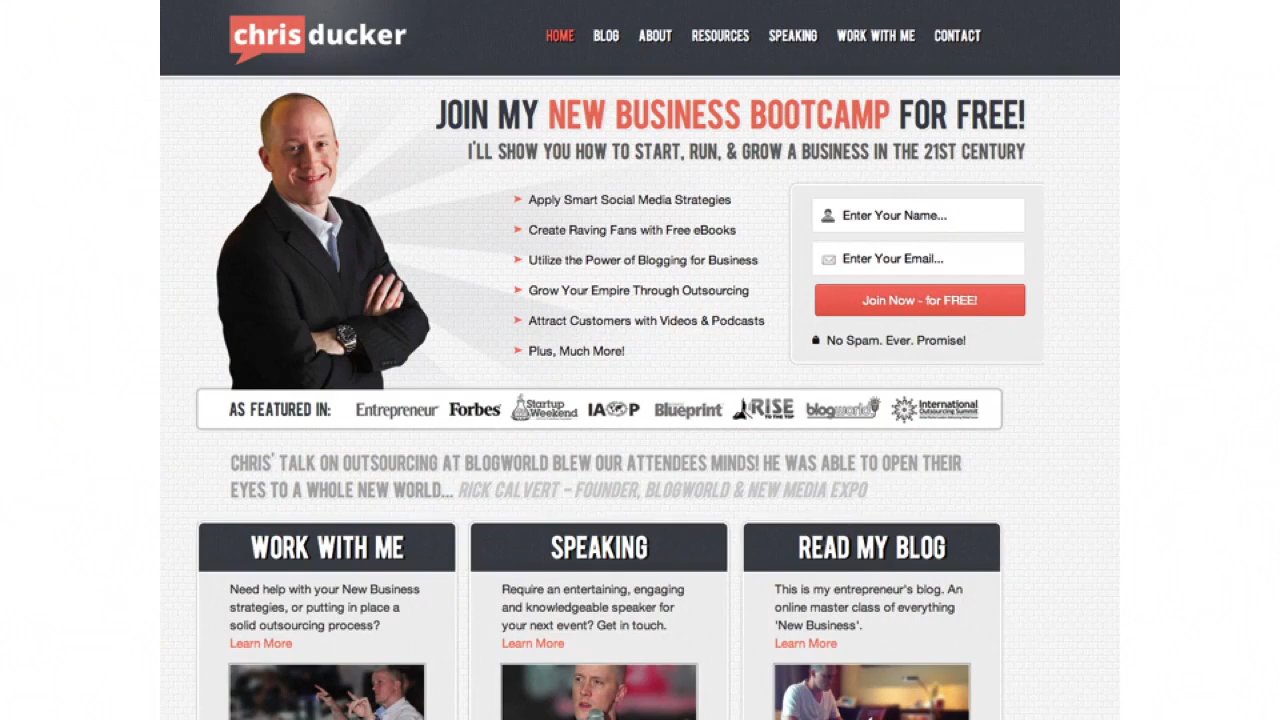 chris ducker
HOME BLOG ABOUT RESOURCES SPEAKING WORK WITH ME CONTACT
JOIN MY NEW BUSINESS BOOTCAMP FOR FREE!
I'LL SHOW YOU HOW TO START, RUN, & GROW A BUSINESS IN THE 21ST CENTURY
Apply Smart Social Media Strategies
Create Raving Fans with Free eBooks
Utilize the Power of Blogging for Business
Grow Your Empire Through Outsourcing
Attract Customers with Videos & Podcasts
Plus, Much More!
Enter Your Name...
Enter Your Email...
Join Now - for FREE!
No Spam. Ever. Promise!
AS FEATURED IN: Entrepreneur Forbes Startup Weekend IAOP Blueprint RISE TO THE TOP blogworld International Outsourcing Summit
CHRIS' TALK ON OUTSOURCING AT BLOGWORLD BLEW OUR ATTENDEES MINDS! HE WAS ABLE TO OPEN THEIR
EYES TO A WHOLE NEW WORLD... RICK CALVERT - FOUNDER, BLOGWORLD & NEW MEDIA EXPO
WORK WITH ME
Need help with your New Business
strategies, or putting in place a
solid outsourcing process?
Learn More
SPEAKING
Require an entertaining, engaging
and knowledgeable speaker for
your next event? Get in touch.
Learn More
READ MY BLOG
This is my entrepreneur's blog. An
online master class of everything
'New Business'.
Learn More